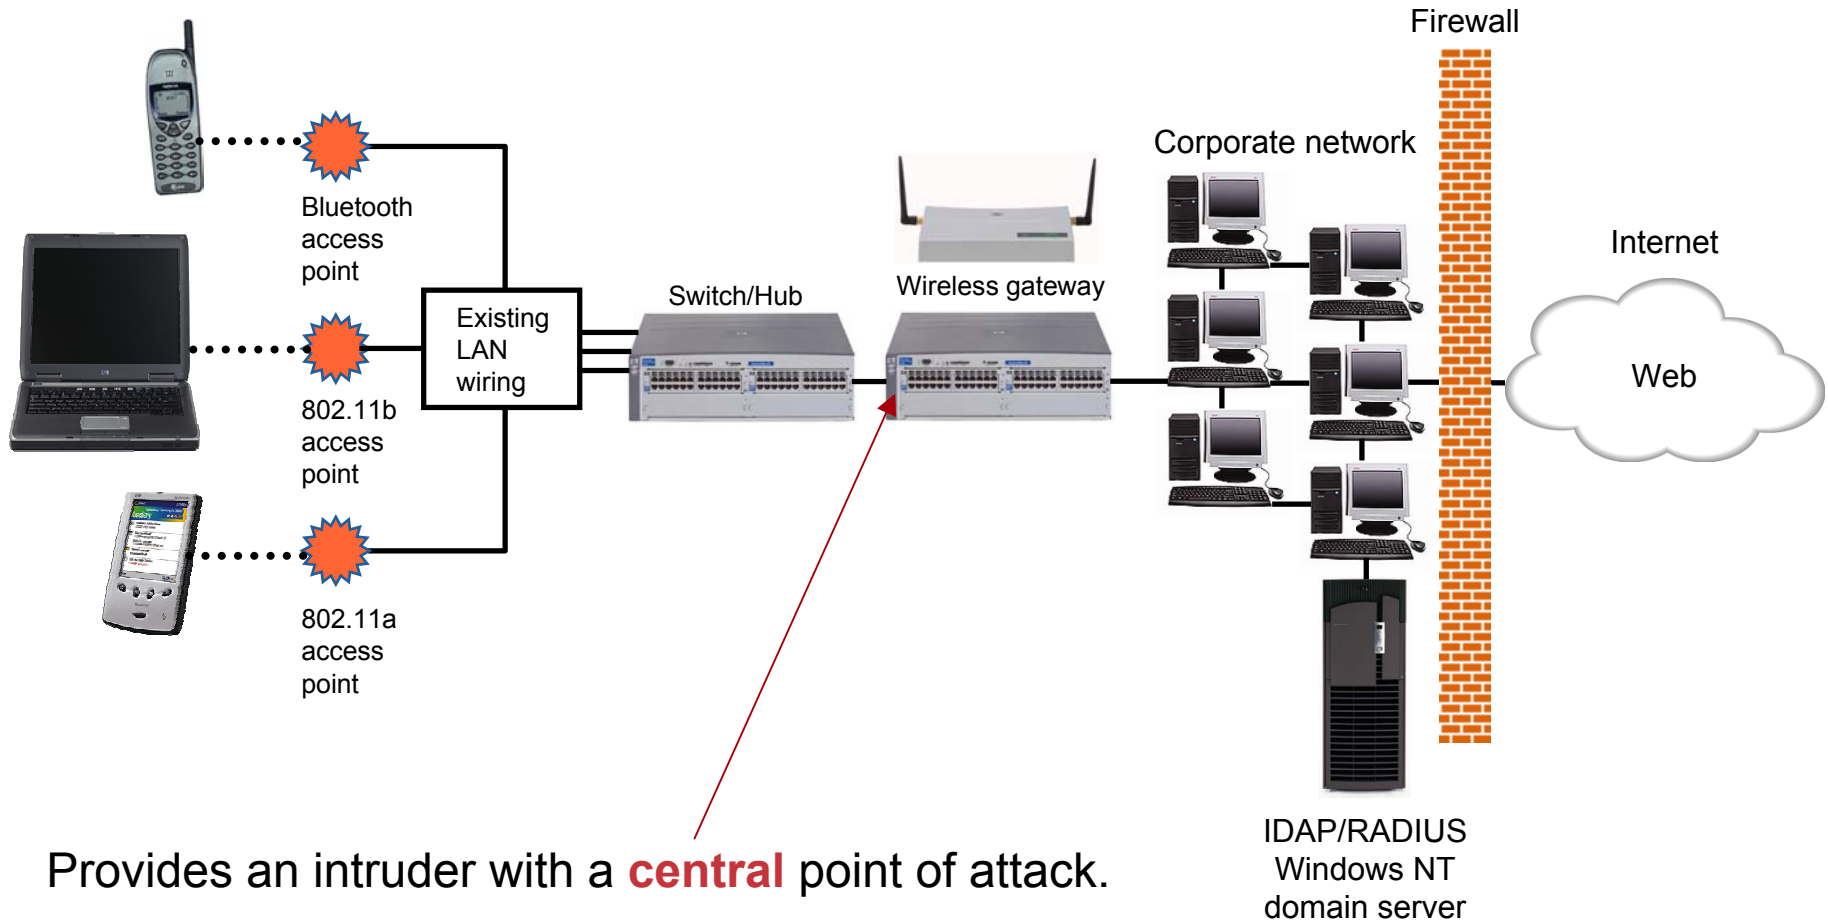 Firewall
Corporate network
Bluetooth
access
point
Internet
Switch/Hub
Wireless gateway
Existing
LAN
wiring
Web
802.11b
access
point
802.11a
access
point
IDAP/RADIUS
Windows NT
domain server
Provides an intruder with a central point of attack.